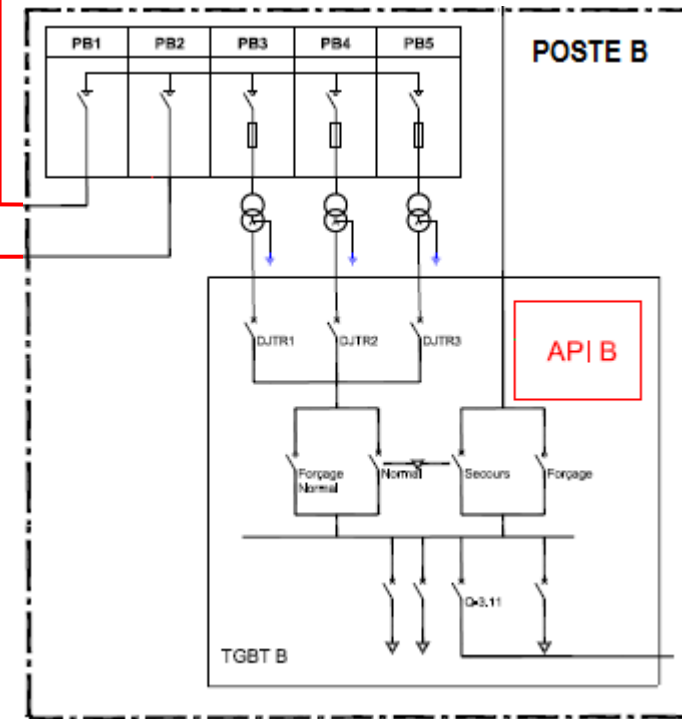 PB1 PB2 PB3 PB4 PB5
POSTE B
DJTR1 DJTR2 DJTR3
API B
Forçage
Normal
Normal
Secours
Forçage
Q-3.11
TGBT B